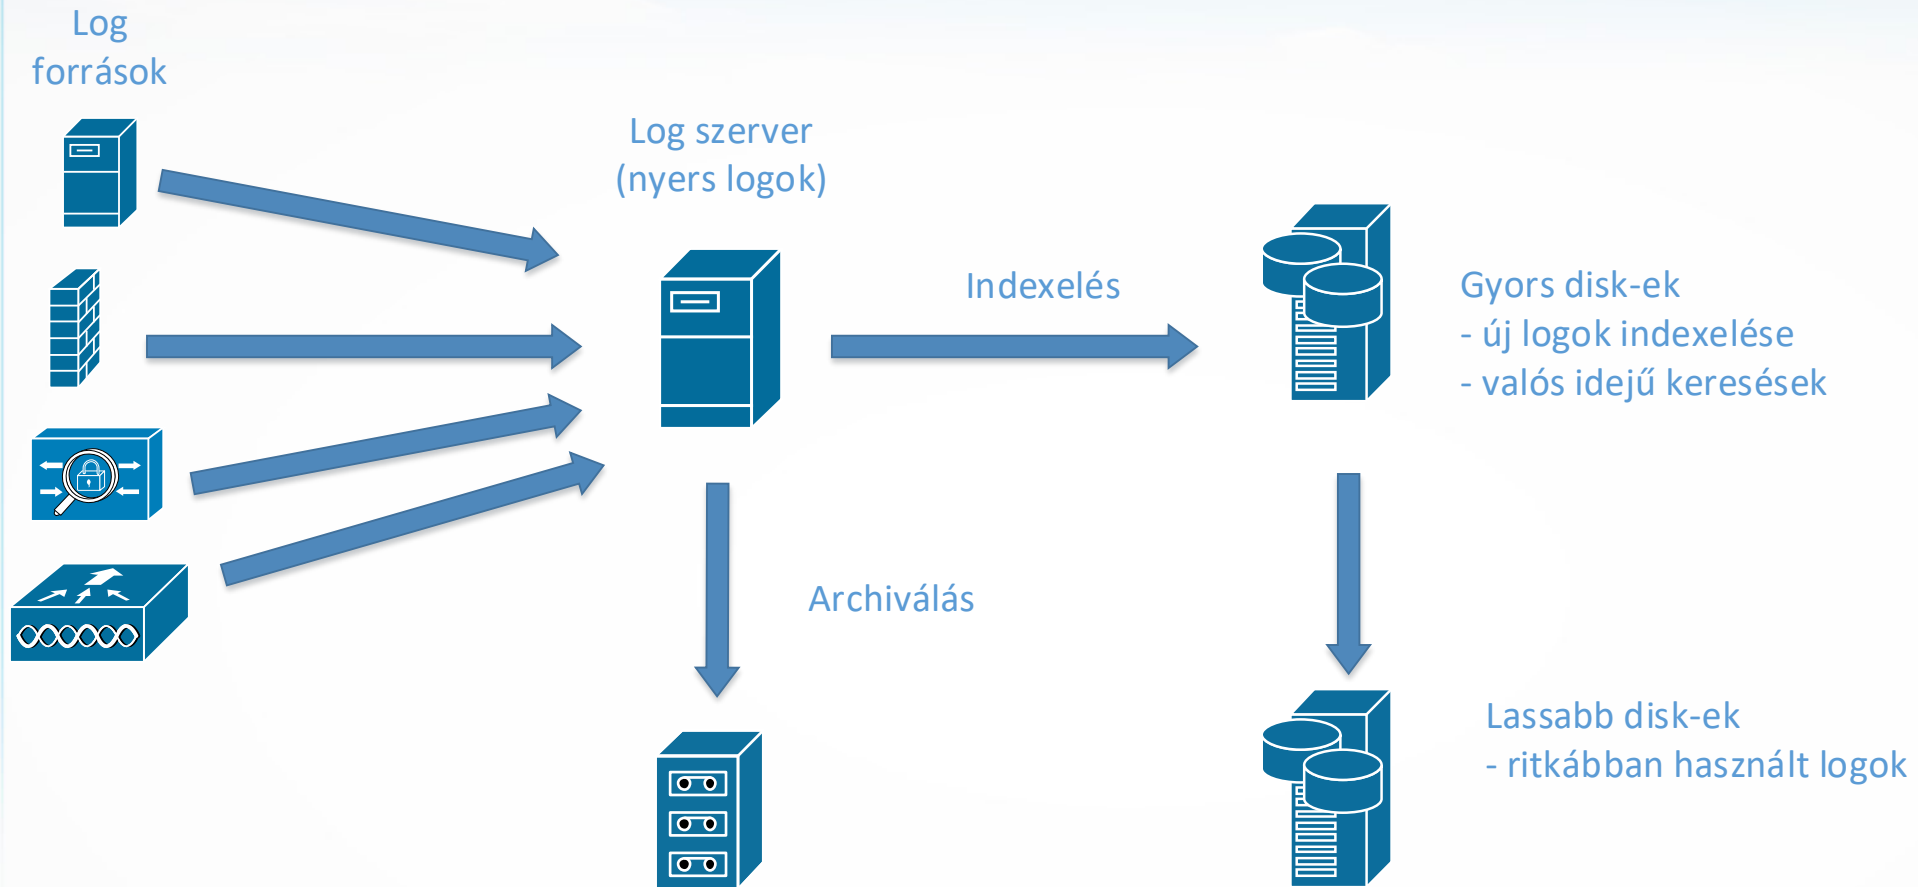 Log
források
Log szerver
(nyers logok)
Indexelés
Gyors disk-ek
- új logok indexelése
- valós idejű keresések
Archiválás
Lassabb disk-ek
- ritkábban használt logok